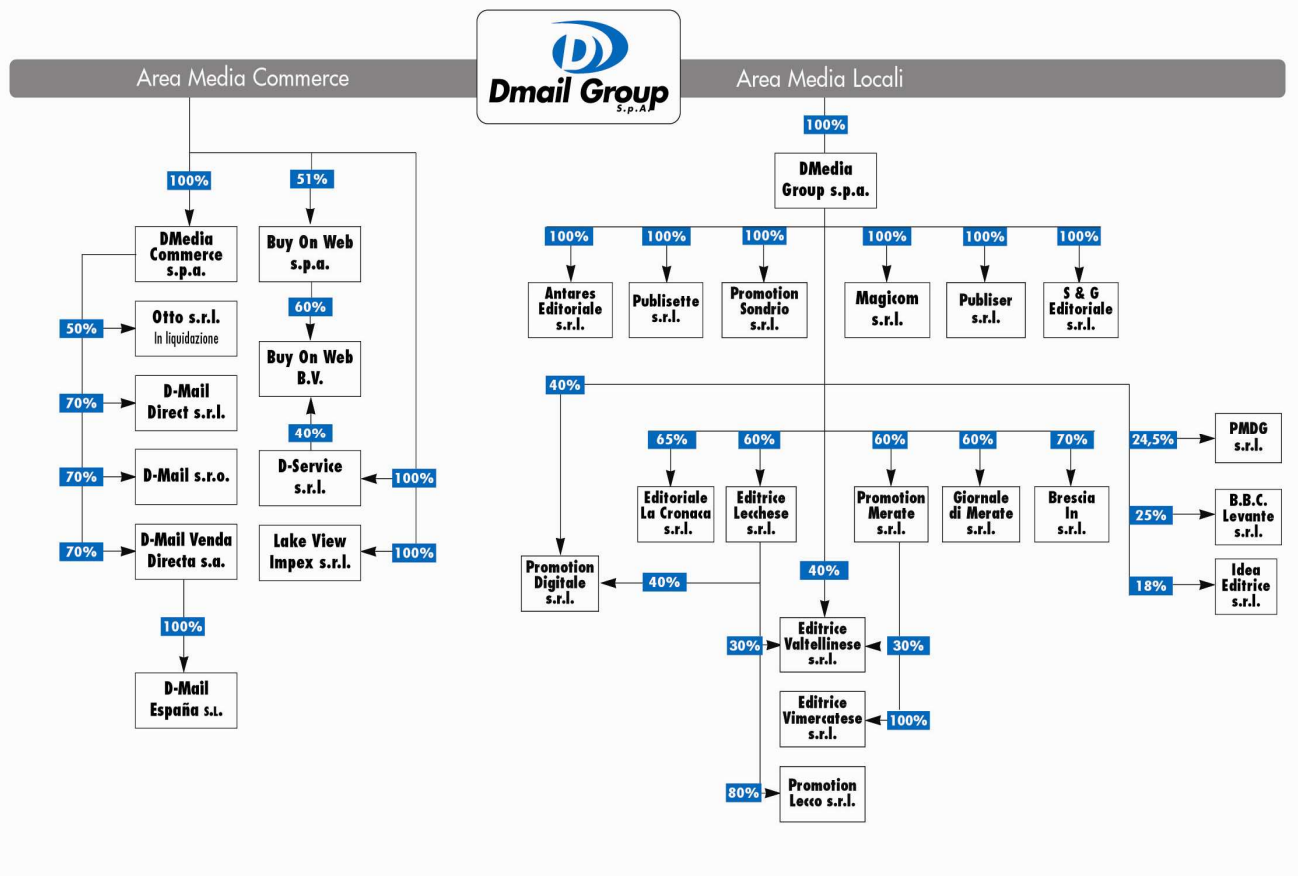 Area Media Commerce
Dmail Group
S.p.A.
Area Media Locali
100%
51%
DMedia
Commerce
s.p.a.
Buy On Web
s.p.a.
50%
Otto s.r.l.
In liquidazione
60%
Buy On Web
B.V.
70%
D-Mail
Direct s.r.l.
40%
70%
D-Mail s.r.o.
D-Service
s.r.l.
100%
70%
D-Mail Venda
Directa s.a.
Lake View
Impex s.r.l.
100%
100%
D-Mail
España S.L.
100%
DMedia
Group s.p.a.
100%
100%
100%
100%
100%
100%
Antares
Editoriale
s.r.l.
Publisette
s.r.l.
Promotion
Sondrio
s.r.l.
Magicom
s.r.l.
Publiser
s.r.l.
S & G
Editoriale
s.r.l.
40%
65%
60%
60%
60%
70%
24,5%
PMDG
s.r.l.
Editoriale
La Cronaca
s.r.l.
Editrice
Lecchese
s.r.l.
Promotion
Merate
s.r.l.
Giornale
di Merate
s.r.l.
Brescia
In
s.r.l.
25%
B.B.C.
Levante
s.r.l.
Promotion
Digitale
s.r.l.
40%
40%
18%
Idea
Editrice
s.r.l.
30%
Editrice
Valtellinese
s.r.l.
30%
Editrice
Vimercatese
s.r.l.
100%
80%
Promotion
Lecco s.r.l.